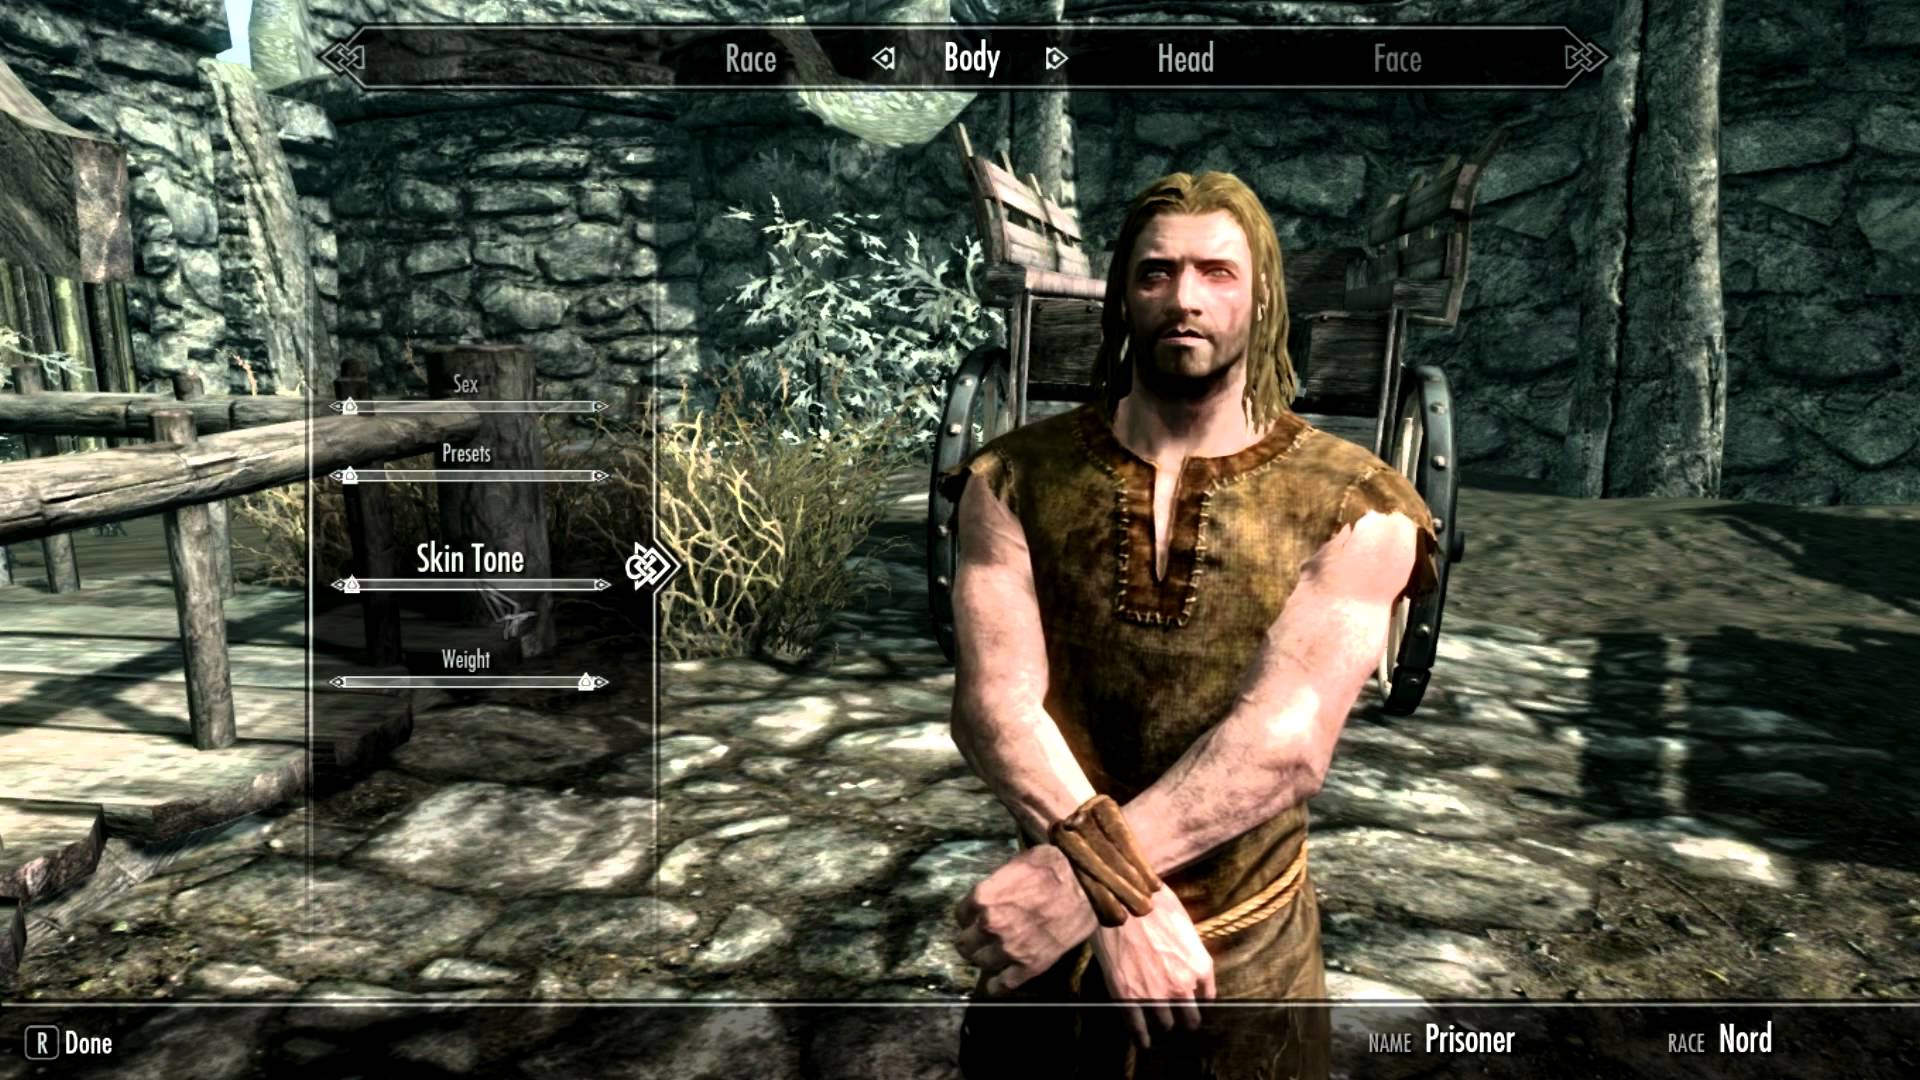 Race
Body
Head
Face
Sex
Presets
Skin Tone
Weight
R Done
NAME Prisoner
RACE Nord